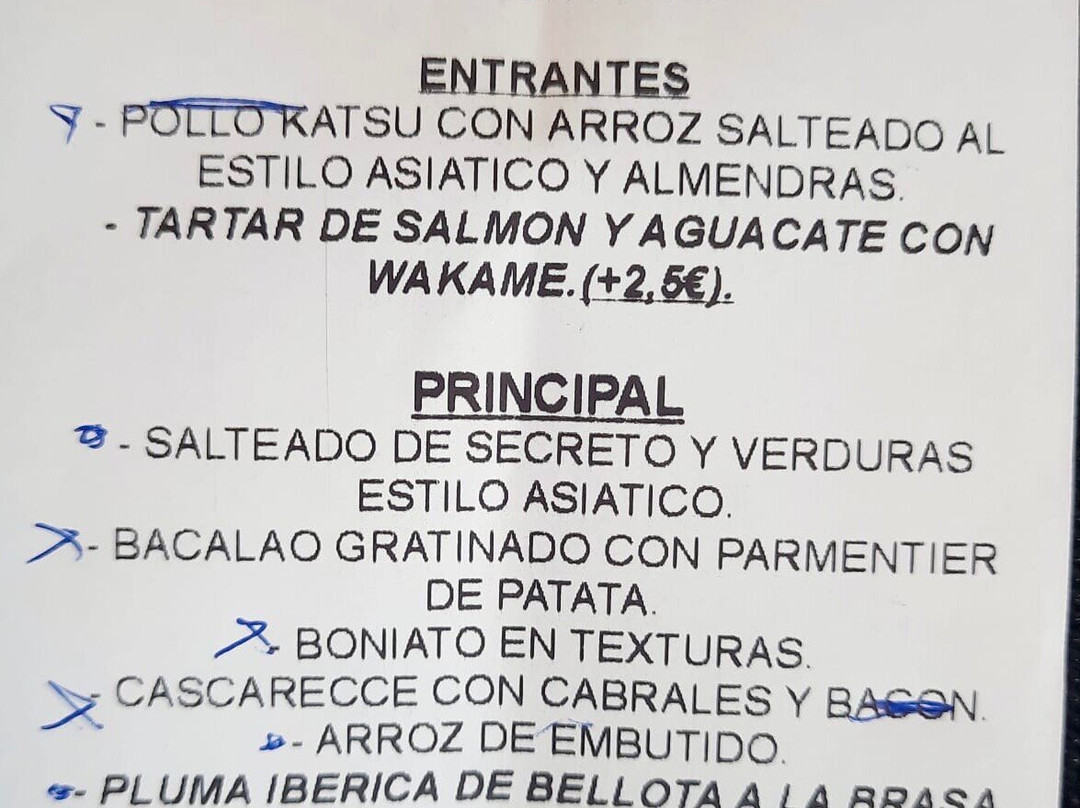 ENTRANTES
- POLLO KATSU CON ARROZ SALTEADO AL
ESTILO ASIATICO Y ALMENDRAS.
- TARTAR DE SALMON Y AGUACATE CON
WAKAME.(+2,5€).
PRINCIPAL
- SALTEADO DE SECRETO Y VERDURAS
ESTILO ASIATICO.
- BACALAO GRATINADO CON PARMENTIER
DE PATATA.
- BONIATO EN TEXTURAS.
- CASCARECCE CON CABRALES Y BACON.
- ARROZ DE EMBUTIDO.
- PLUMA IBERICA DE BELLOTA A LA BRASA